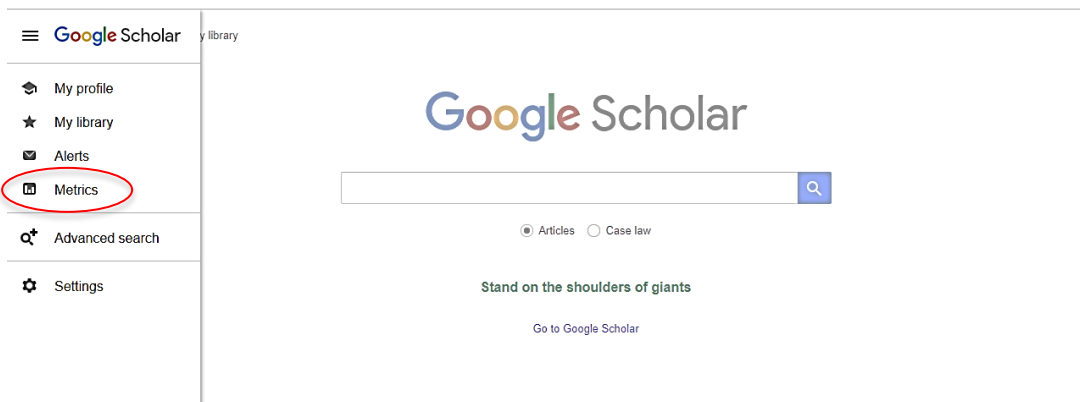 Google Scholar
y library
My profile
My library
Alerts
Metrics
Advanced search
Settings
Google Scholar
Articles Case law
Stand on the shoulders of giants
Go to Google Scholar